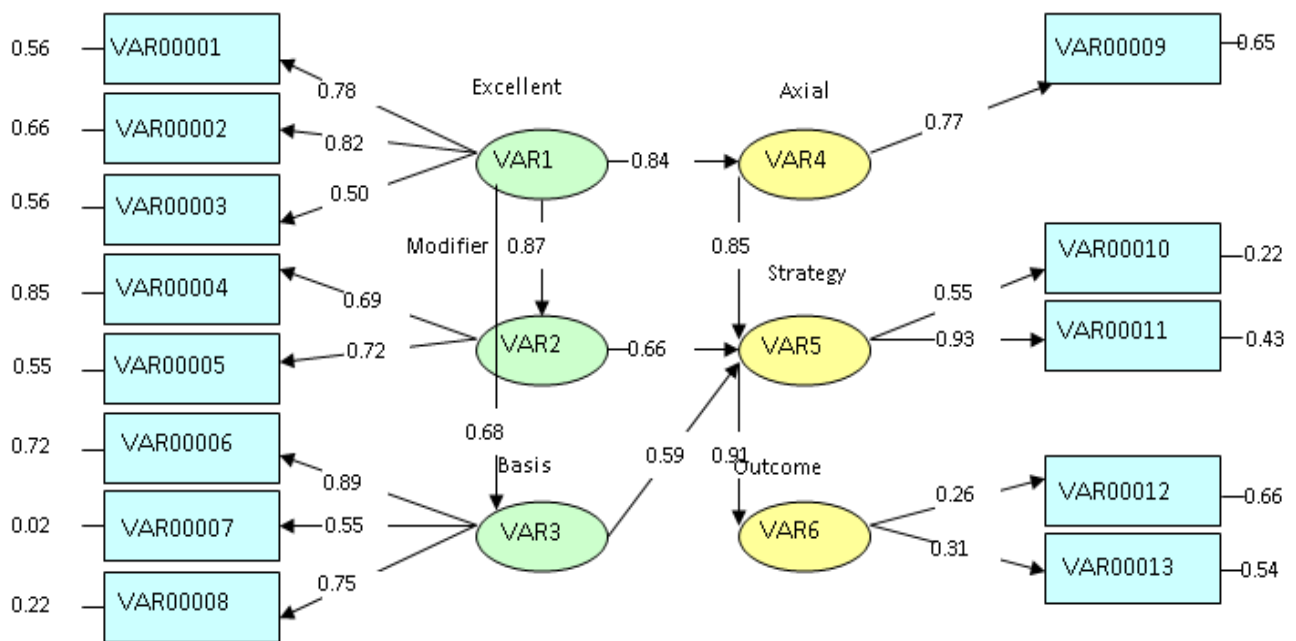 0.56
VAR00001
VAR00009
0.65
0.78
Excellent
Axial
0.66
VAR00002
0.82
0.77
VAR1
0.84
VAR4
0.56
VAR00003
0.50
Modifier
0.87
0.85
VAR00010
0.22
0.85
VAR00004
0.69
Strategy
0.55
VAR00011
0.43
0.93
0.55
VAR00005
0.72
VAR2
0.66
VAR5
0.72
VAR00006
0.68
0.59
0.91
0.89
Basis
Outcome
0.26
VAR00012
0.66
0.02
VAR00007
0.55
VAR3
VAR6
0.31
VAR00013
0.54
0.22
VAR00008
0.75